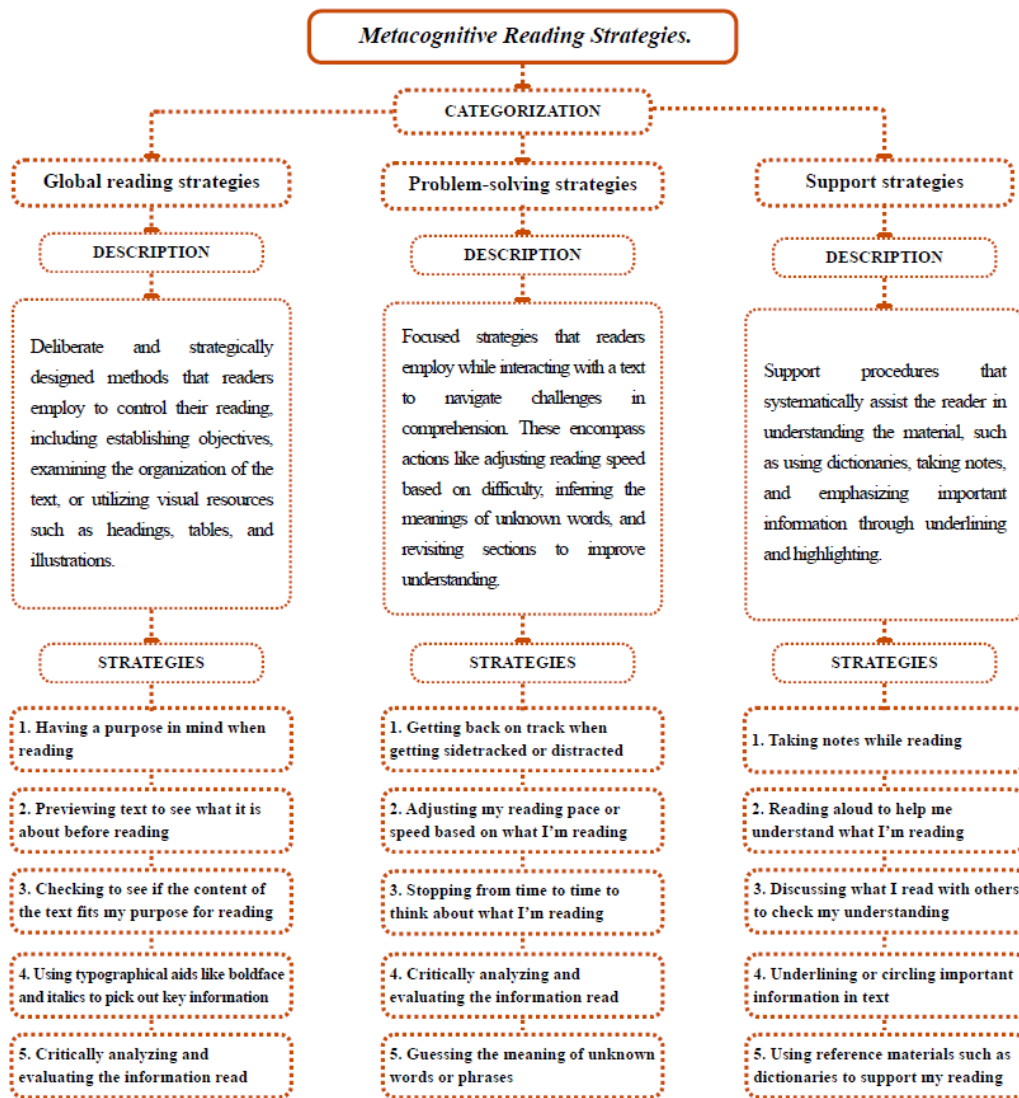 Metacognitive Reading Strategies.
CATEGORIZATION
Global reading strategies
DESCRIPTION
Deliberate and strategically
designed methods that readers
employ to control their reading,
including establishing objectives,
examining the organization of the
text, or utilizing visual resources
such as headings, tables, and
illustrations.
STRATEGIES
1. Having a purpose in mind when
reading
2. Previewing text to see what it is
about before reading
3. Checking to see if the content of
the text fits my purpose for reading
4. Using typographical aids like boldface
and italics to pick out key information
5. Critically analyzing and
evaluating the information read
Problem-solving strategies
DESCRIPTION
Focused strategies that readers
employ while interacting with a text
to navigate challenges in
comprehension. These encompass
actions like adjusting reading speed
based on difficulty, inferring the
meanings of unknown words, and
revisiting sections to improve
understanding.
STRATEGIES
1. Getting back on track when
getting sidetracked or distracted
2. Adjusting my reading pace or
speed based on what I'm reading
3. Stopping from time to time to
think about what I'm reading
4. Critically analyzing and
evaluating the information read
5. Guessing the meaning of unknown
words or phrases
Support strategies
DESCRIPTION
Support procedures that
systematically assist the reader in
understanding the material, such
as using dictionaries, taking notes,
and emphasizing important
information through underlining
and highlighting.
STRATEGIES
1. Taking notes while reading
2. Reading aloud to help me
understand what I'm reading
3. Discussing what I read with others
to check my understanding
4. Underlining or circling important
information in text
5. Using reference materials such as
dictionaries to support my reading